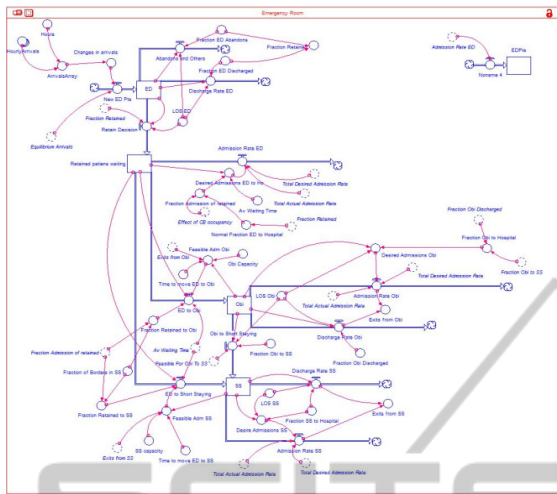 Emergency Room
Hours
Hourly Arrivals
ArrivalsArray
Changes in arrivals
New ED Pts
Equilibrium Arrivals
Fraction Retained
Retain Decision
ED
LOS ED
Abandons and Others
Fraction ED Abandons
Fraction Retained
Fraction ED Discharged
Discharge Rate ED
Admission Rate ED
Noname 4
EDPts
Retained patiens waiting
Admission Rate ED
Desired Admissions ED to Ho
Total Desired Admission Rate
Total Actual Admission Rate
Fraction Admission of retained
Av Waiting Time
Effect of CB occupancy
Normal Fraction ED to Hospital
Fraction Retained
Fraction Obi Discharged
Fraction Obi to Hospital
Fraction Obi to SS
Exits from Obi
Feasible Adm Obi
Obi Capacity
Time to move ED to Obi
Desired Admissions Obi
Total Desired Admission Rate
ED to Obi
Obi
LOS Obi
Total Actual Admission Rate
Admission Rate Obi
Exits from Obi
Fraction Retained to Obi
Obi to Short Staying
Discharge Rate Obi
Av Waiting Time
Fraction Admission of retained
Feasible For Obi To SS
Fraction Obi to SS
Fraction Obi Discharged
Fraction of Borders in SS
Discharge Rate SS
ED to Short Staying
SS
LOS SS
Fraction Retained to SS
Feasible Adm SS
Fraction SS to Hospital
Exits from SS
Desire Admissions SS
Exits from SS
SS capacity
Time to move ED to SS
Admission Rate SS
Total Actual Admission Rate
Total Desired Admission Rate